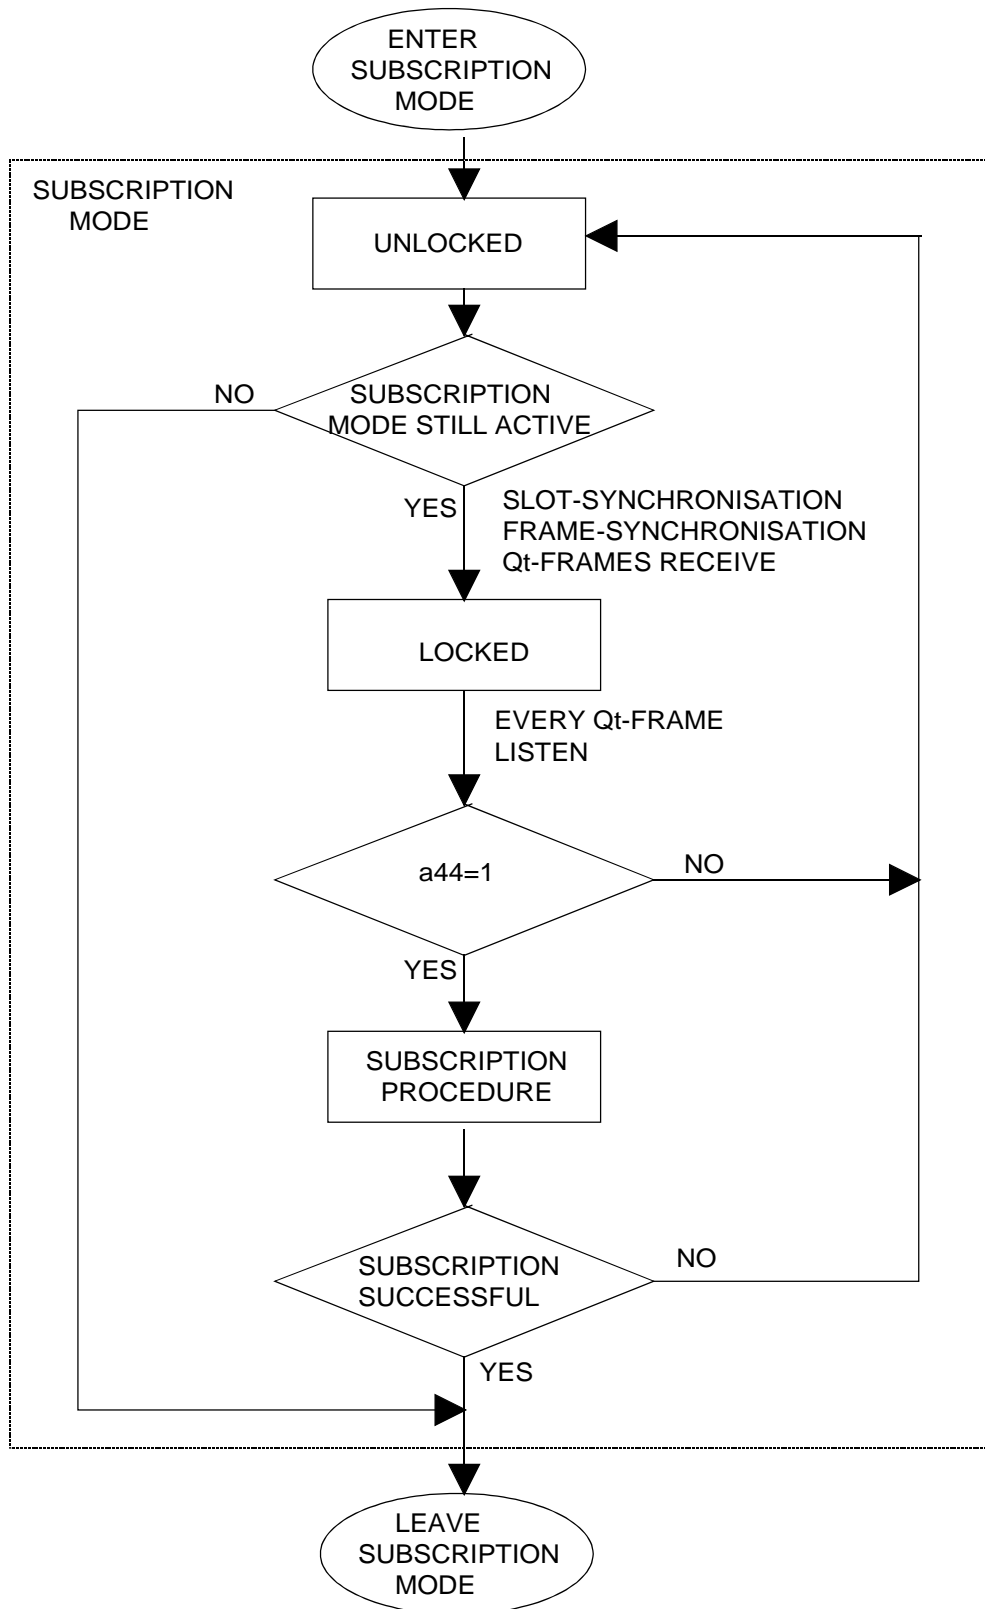 ENTER
SUBSCRIPTION
MODE
SUBSCRIPTION
MODE
UNLOCKED
NO
SUBSCRIPTION
MODE STILL ACTIVE
YES
SLOT-SYNCHRONISATION
FRAME-SYNCHRONISATION
Qt-FRAMES RECEIVE
LOCKED
EVERY Qt-FRAME
LISTEN
a44=1
NO
YES
SUBSCRIPTION
PROCEDURE
SUBSCRIPTION
SUCCESSFUL
NO
YES
LEAVE
SUBSCRIPTION
MODE